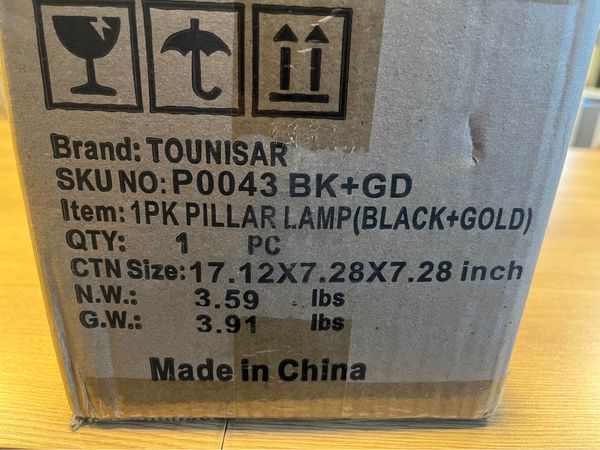 Brand: TOUNISAR
SKU NO: P0043 BK+GD
Item: 1PK PILLAR LAMP(BLACK+GOLD)
QTY: 1 PC
CTN Size: 17.12X7.28X7.28 inch
N.W.: 3.59 lbs
G.W.: 3.91 lbs
Made in China